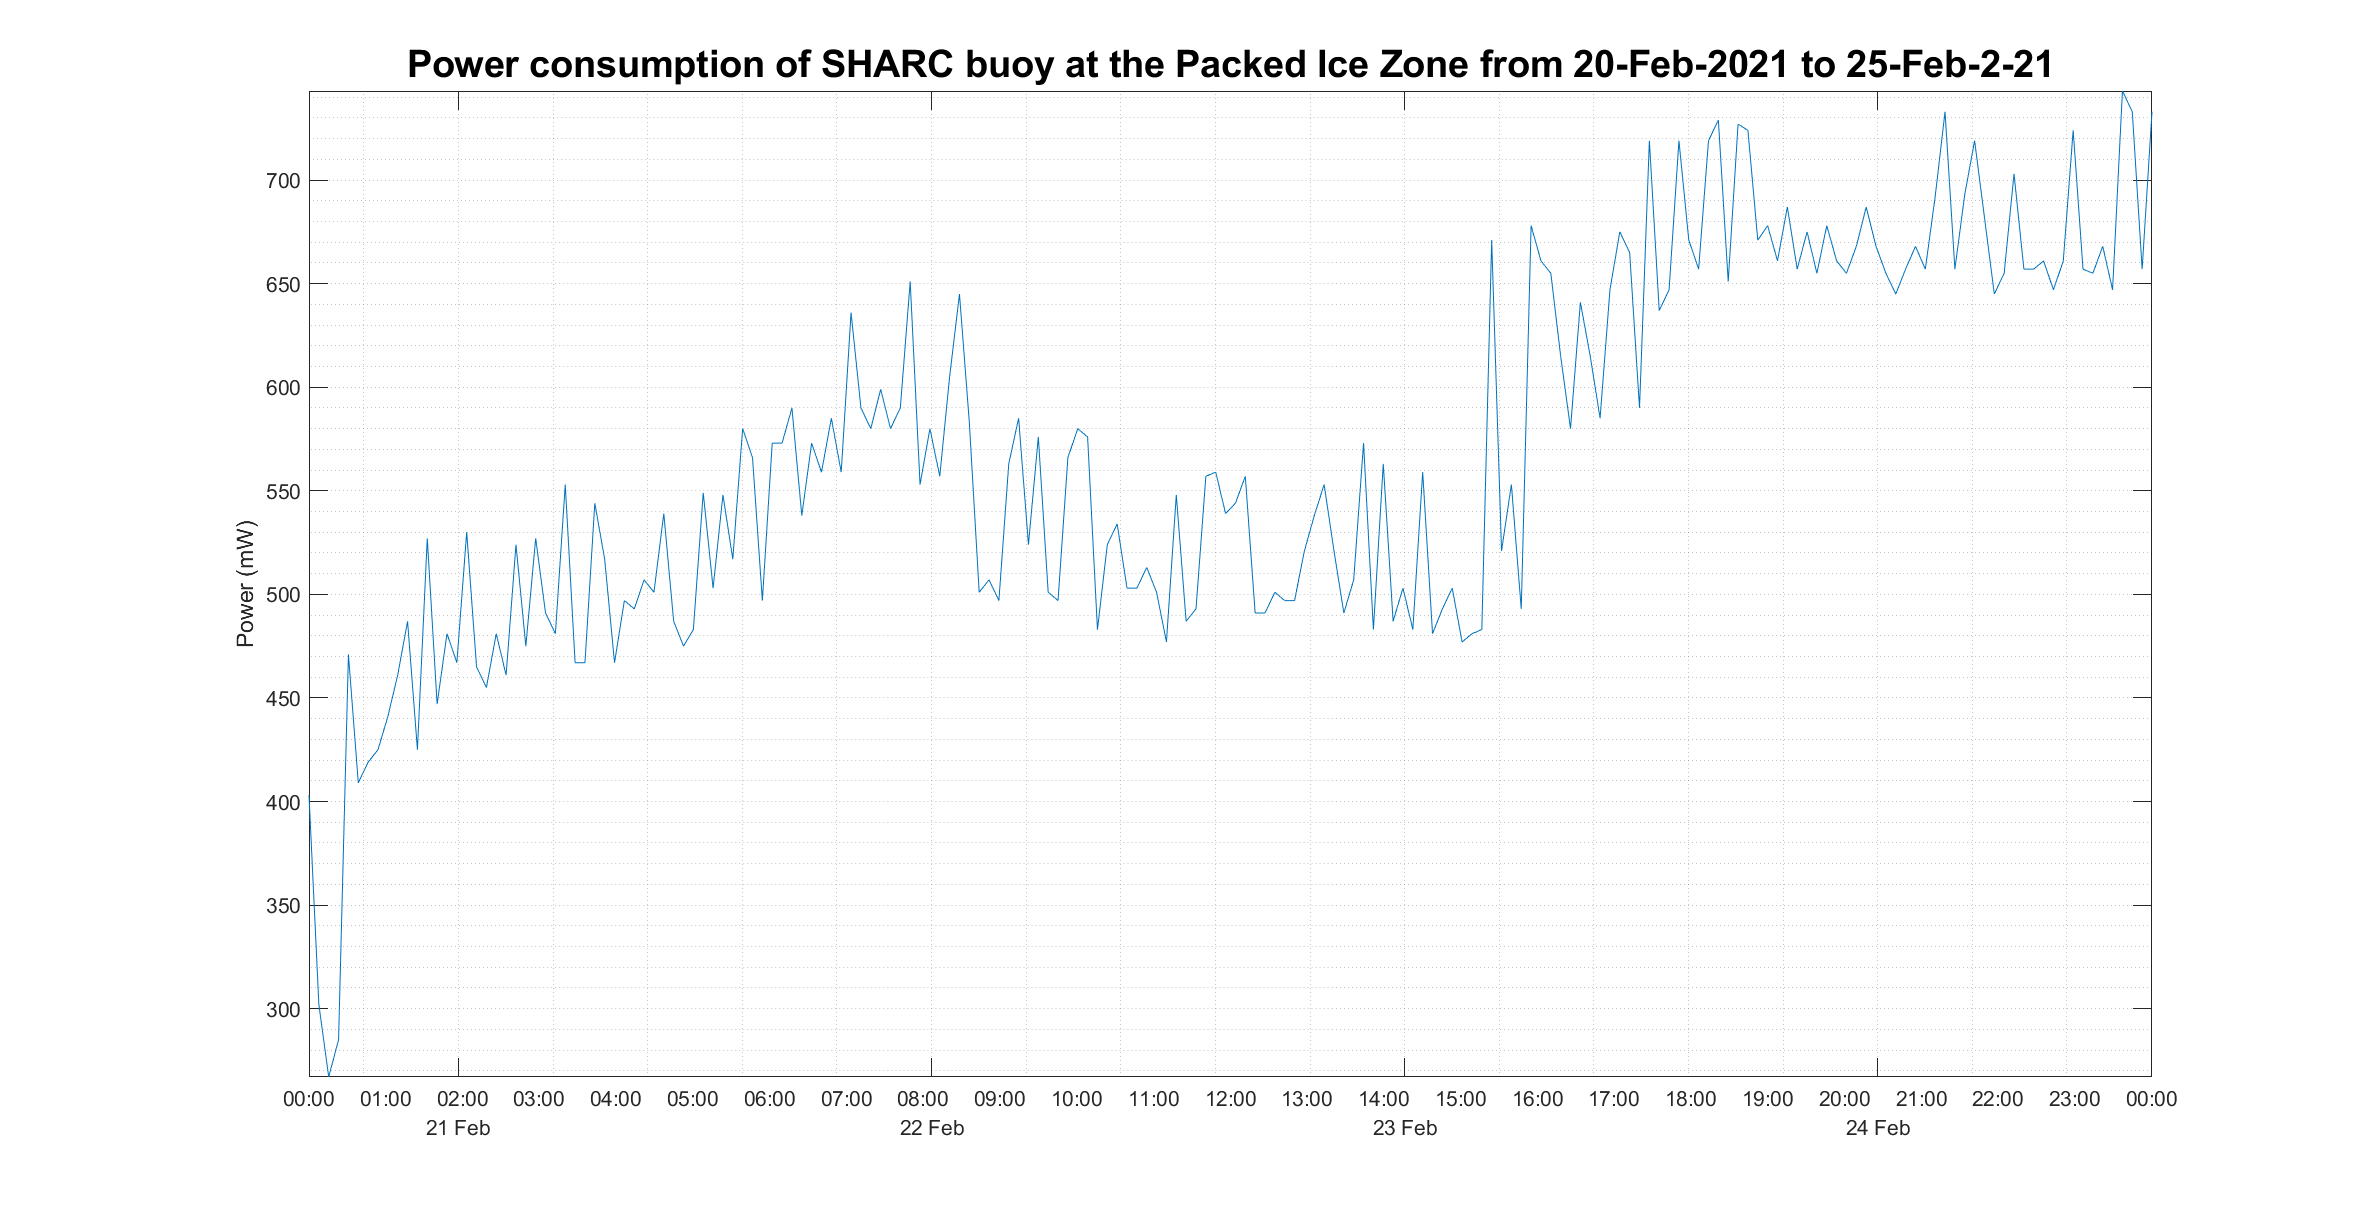 Power consumption of SHARC buoy at the Packed Ice Zone from 20-Feb-2021 to 25-Feb-2-21
700
650
600
550
500
450
400
350
300
Power (mW)
00:00 01:00 02:00 03:00 04:00 05:00 06:00 07:00 08:00 09:00 10:00 11:00 12:00 13:00 14:00 15:00 16:00 17:00 18:00 19:00 20:00 21:00 22:00 23:00 00:00
21 Feb 22 Feb 23 Feb 24 Feb